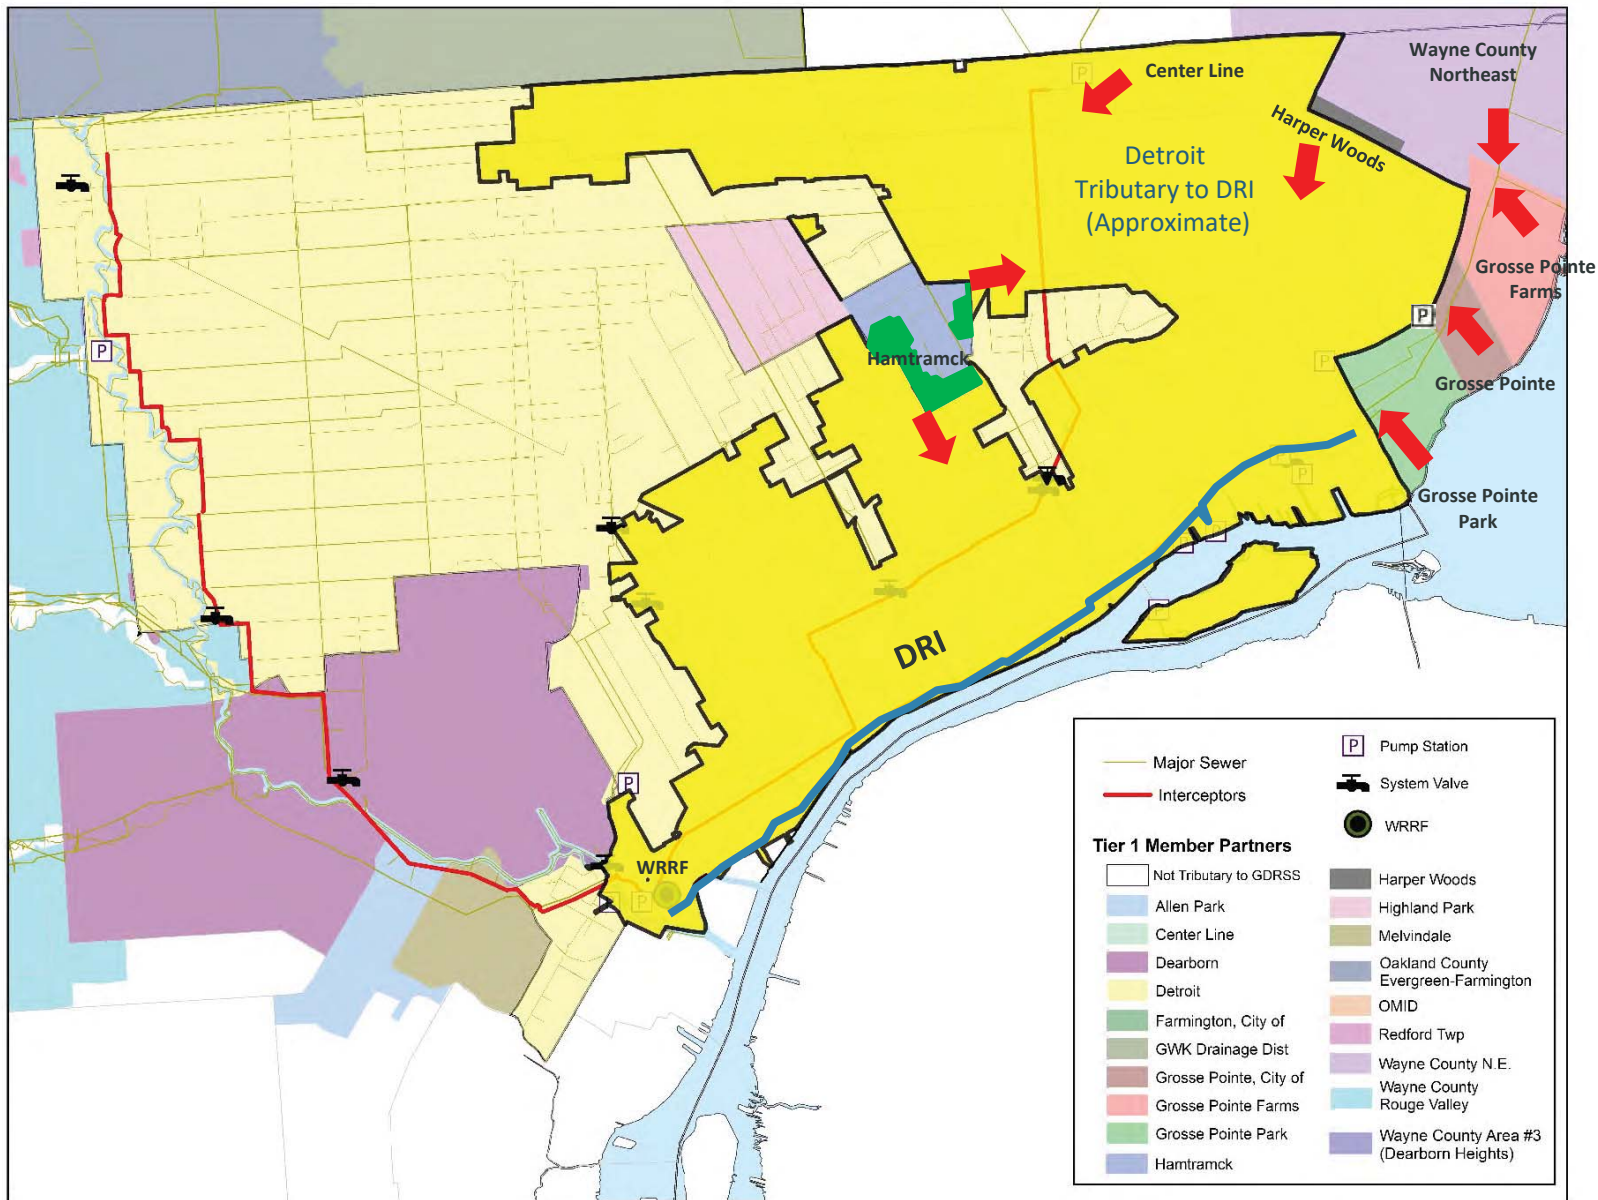 Wayne County
Northeast
Center Line
Harper Woods
Detroit
Tributary to DRI
(Approximate)
Grosse Pointe
Farms
P
P
P
P
Hamtramck
Grosse Pointe
Grosse Pointe
Park
P
P
P
P
DRI
P
WRRF
P
P
Major Sewer
Interceptors
P Pump Station
System Valve
WRRF
Tier 1 Member Partners
Not Tributary to GDRSS
Allen Park
Center Line
Dearborn
Detroit
Farmington, City of
GWK Drainage Dist
Grosse Pointe, City of
Grosse Pointe Farms
Grosse Pointe Park
Hamtramck
Harper Woods
Highland Park
Melvindale
Oakland County
Evergreen-Farmington
OMID
Redford Twp
Wayne County N.E.
Wayne County
Rouge Valley
Wayne County Area #3
(Dearborn Heights)